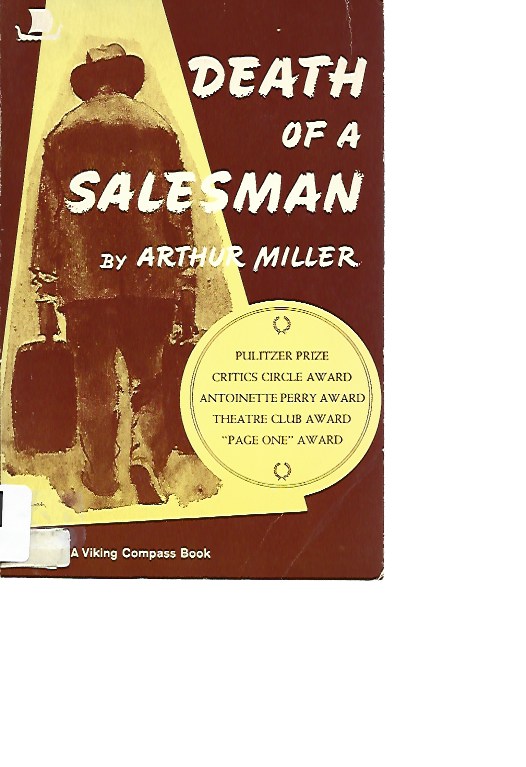 DEATH
OF A
SALESMAN
BY ARTHUR MILLER
PULITZER PRIZE
CRITICS CIRCLE AWARD
ANTOINETTE PERRY AWARD
THEATRE CLUB AWARD
“PAGE ONE” AWARD
A Viking Compass Book